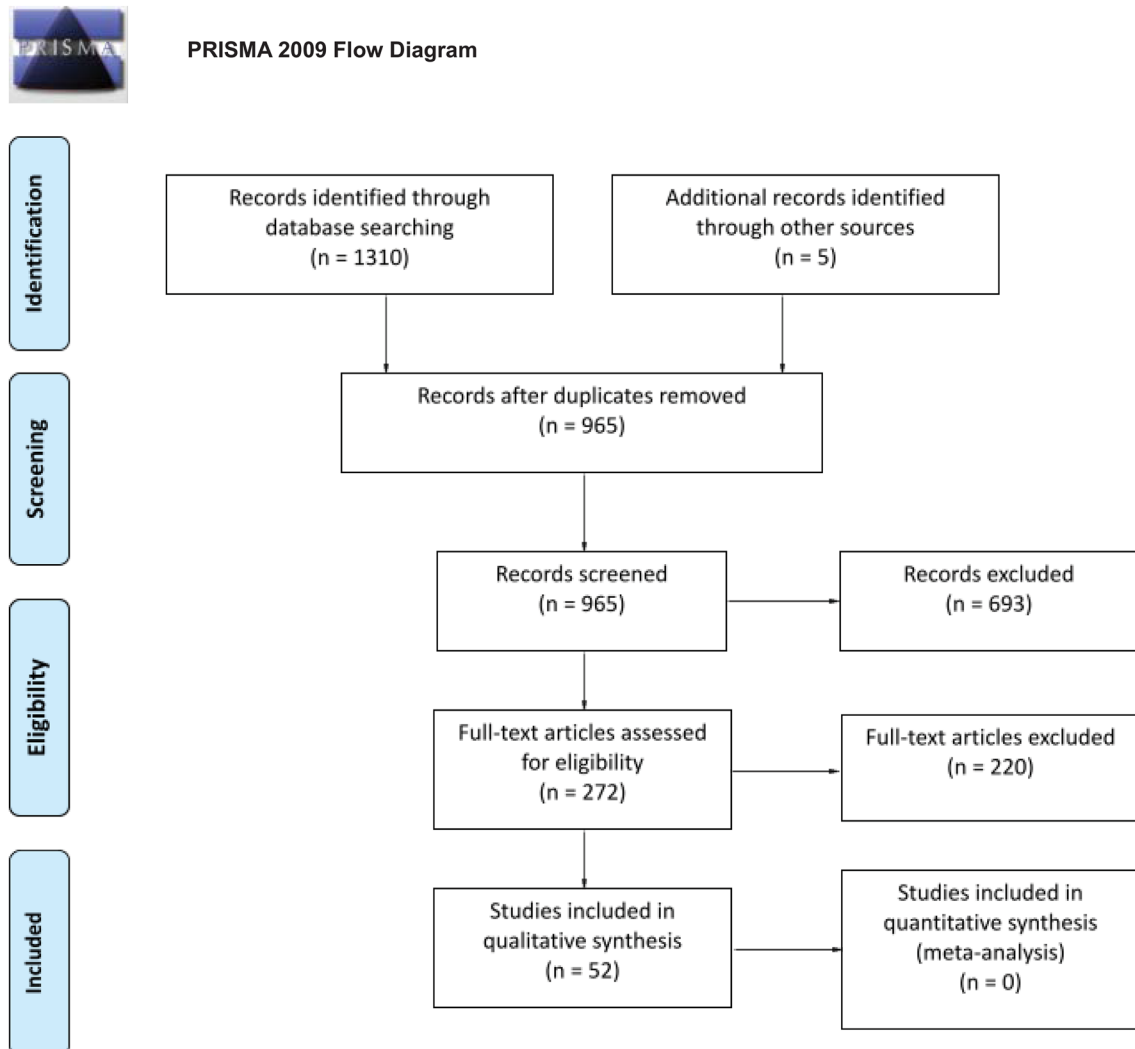 PRISMA
PRISMA 2009 Flow Diagram
Identification
Records identified through
database searching
(n = 1310)
Additional records identified
through other sources
(n = 5)
Screening
Records after duplicates removed
(n = 965)
Records screened
(n = 965)
Records excluded
(n = 693)
Eligibility
Full-text articles assessed
for eligibility
(n = 272)
Full-text articles excluded
(n = 220)
Included
Studies included in
qualitative synthesis
(n = 52)
Studies included in
quantitative synthesis
(meta-analysis)
(n = 0)